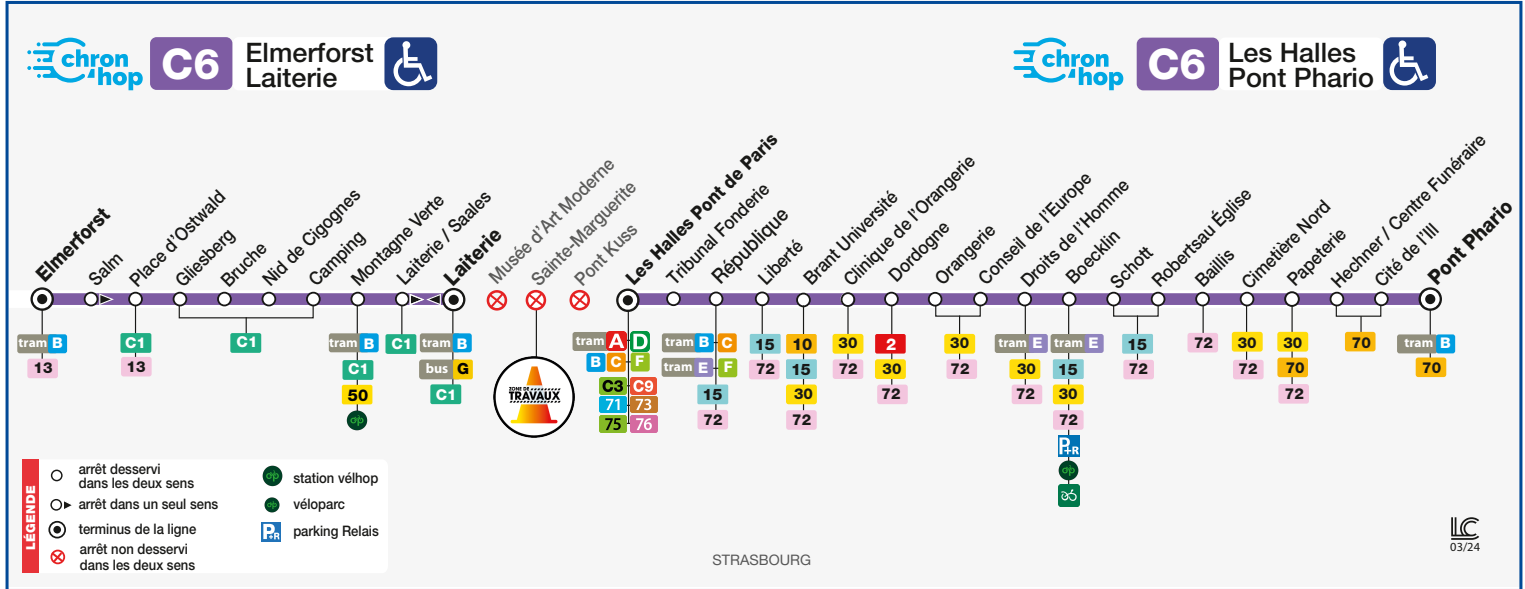 chron
hop
C6
Elmerforst
Laiterie
chron
hop
C6
Les Halles
Pont Phario
Elmerforst
Salm
Place d'Ostwald
Gliesberg
Bruche
Nid de Cigognes
Camping
Montagne Verte
Laiterie / Saales
Laiterie
Musée d'Art Moderne
Sainte-Marguerite
Pont Kuss
Les Halles Pont de Paris
Tribunal Fonderie
République
Liberté
Brant Université
Clinique de l'Orangerie
Dordogne
Orangerie
Conseil de l'Europe
Droits de l'Homme
Boecklin
Schott
Robertsau Église
Baillis
Cimetière Nord
Papeterie
Hechner / Centre Funéraire
Cité de l'Ill
Pont Phario
tram B
13
C1
13
C1
tram B
C1
50
C1
tram B
bus G
C1
ZONE DE
TRAVAUX
tram A D
B C F
C3 C9
71 73
75 76
tram B C
tram E F
15
72
15
72
10
15
30
72
30
72
2
30
72
30
72
tram E
30
72
tram E
15
30
72
P+R
15
72
72
30
72
30
70
72
70
tram B
70
LÉGENDE
arrêt desservi
dans les deux sens
arrêt dans un seul sens
terminus de la ligne
arrêt non desservi
dans les deux sens
station vélhop
véloparc
P+R
parking Relais
STRASBOURG
LC
03/24